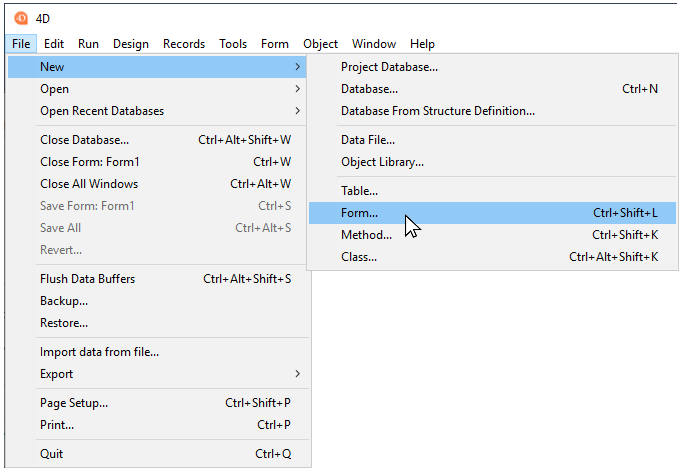 4D
File Edit Run Design Records Tools Form Object Window Help
New
Open
Open Recent Databases
Close Database... Ctrl+Alt+Shift+W
Close Form: Form1 Ctrl+W
Close All Windows Ctrl+Alt+W
Save Form: Form1 Ctrl+S
Save All Ctrl+Alt+S
Revert...
Flush Data Buffers Ctrl+Alt+Shift+S
Backup...
Restore...
Import data from file...
Export
Page Setup... Ctrl+Shift+P
Print... Ctrl+P
Quit Ctrl+Q
Project Database...
Database... Ctrl+N
Database From Structure Definition...
Data File...
Object Library...
Table...
Form... Ctrl+Shift+L
Method... Ctrl+Shift+K
Class... Ctrl+Alt+Shift+K